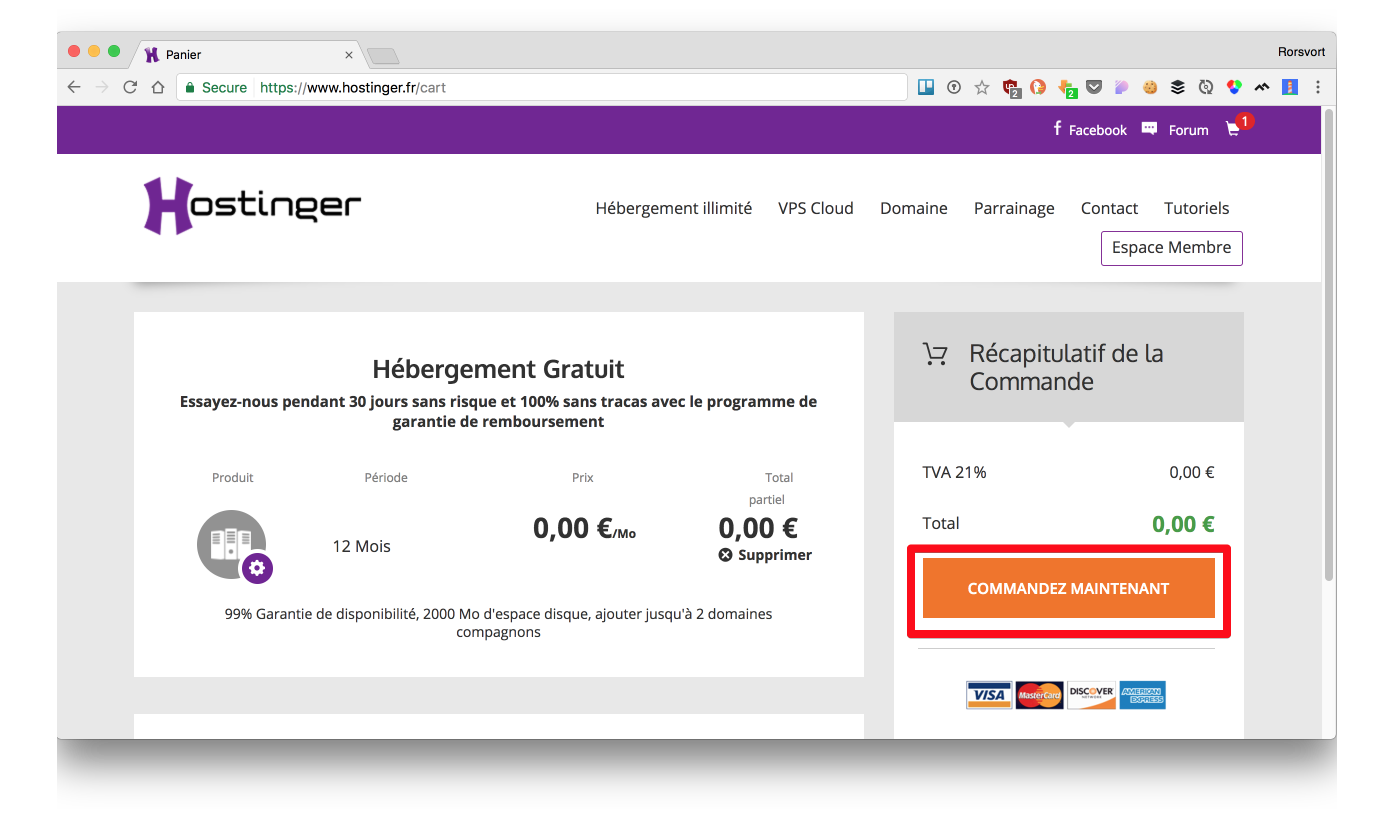 Panier
Rorsvort
Secure https://www.hostinger.fr/cart
2
2
Facebook Forum 1
Hostinger
Hébergement illimité VPS Cloud Domaine Parrainage Contact Tutoriels
Espace Membre
Hébergement Gratuit
Essayez-nous pendant 30 jours sans risque et 100% sans tracas avec le programme de
garantie de remboursement
Produit Période Prix Total
partiel
12 Mois 0,00 €/Mo 0,00 €
Supprimer
99% Garantie de disponibilité, 2000 Mo d'espace disque, ajouter jusqu'à 2 domaines
compagnons
Récapitulatif de la
Commande
TVA 21% 0,00 €
Total 0,00 €
COMMANDEZ MAINTENANT
VISA MasterCard DISCOVER NETWORK AMERICAN EXPRESS